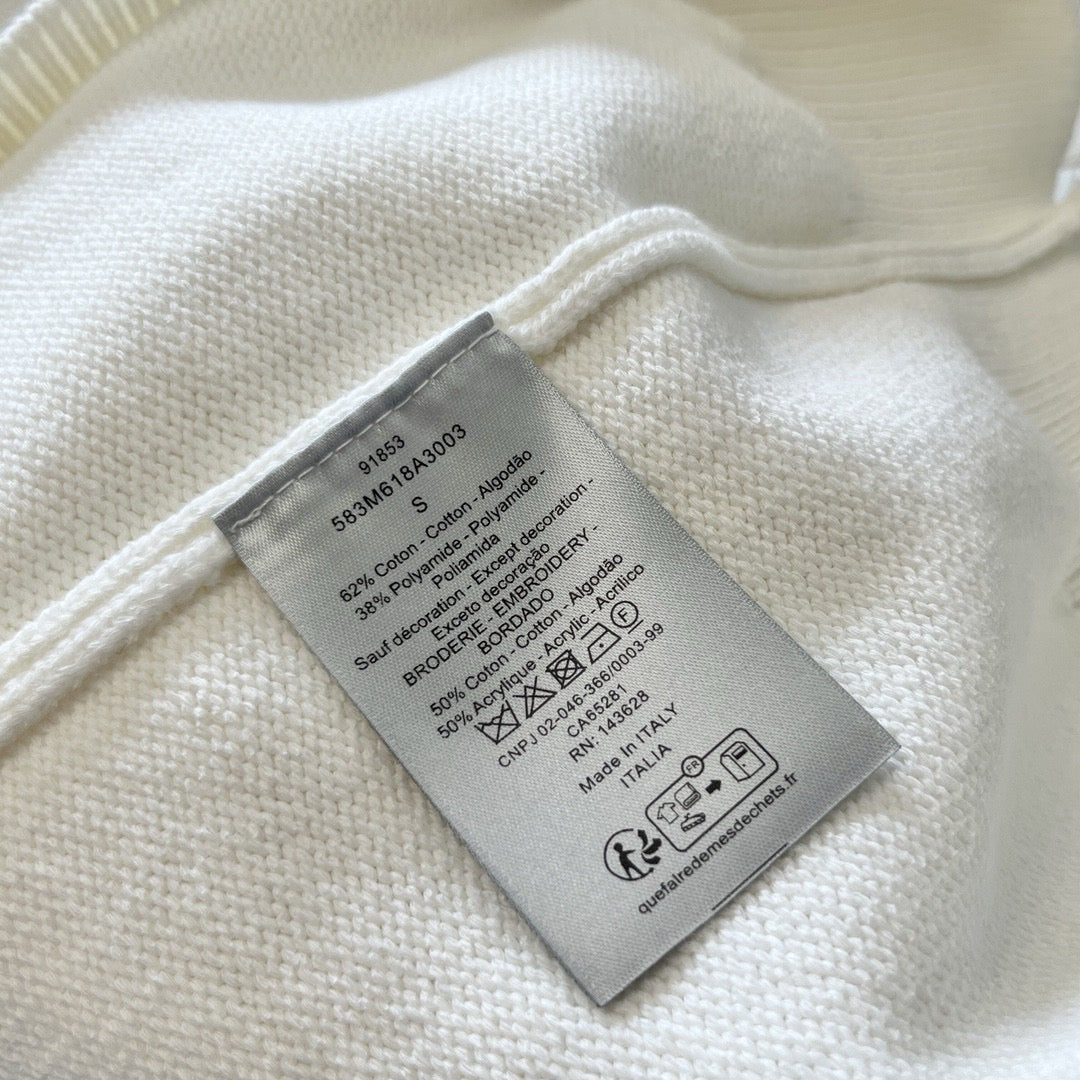 91853
583M618A3003
S
62% Coton - Cotton - Algodão
38% Polyamide - Polyamide -
Poliamida
Sauf décoration - Except decoration -
Exceto decoração
BRODERIE - EMBROIDERY -
BORDADO
50% Coton - Cotton - Algodão
50% Acrylique - Acrylic - Acrílico
F
CNPJ 02-046-366/0003-99
CA65281
RN: 143628
Made In ITALY
ITALIA
FR
quefairedemesdechets.fr